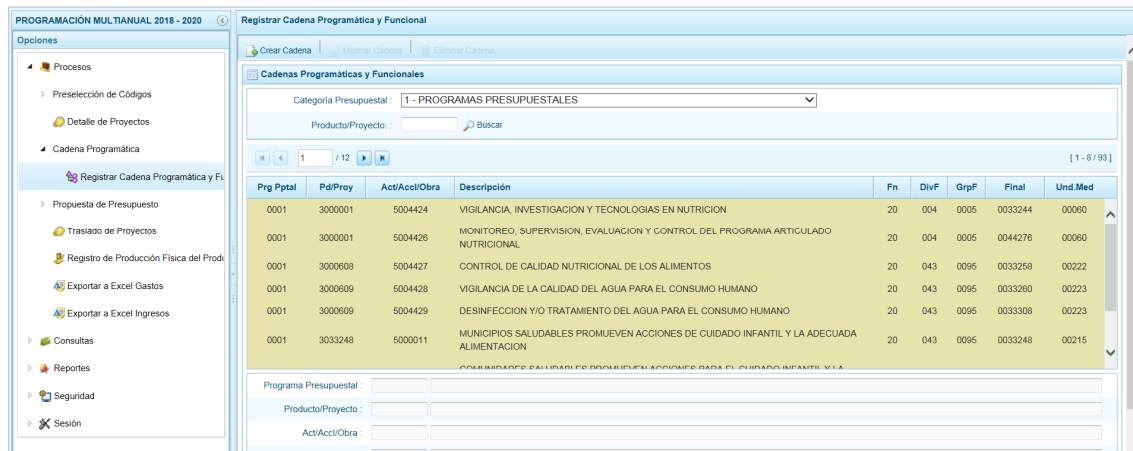 PROGRAMACIÓN MULTIANUAL 2018 - 2020
Opciones
Procesos
Preselección de Códigos
Detalle de Proyectos
Cadena Programática
Registrar Cadena Programática y Fu
Propuesta de Presupuesto
Traslado de Proyectos
Registro de Producción Física del Produ
Exportar a Excel Gastos
Exportar a Excel Ingresos
Consultas
Reportes
Seguridad
Sesión
Registrar Cadena Programática y Funcional
Crear Cadena Mostrar Cadena Eliminar Cadena
Cadenas Programáticas y Funcionales
Categoría Presupuestal : 1 - PROGRAMAS PRESUPUESTALES
Producto/Proyecto: : Buscar
1 / 12 [ 1 - 8 / 93 ]
Prg Pptal Pd/Proy Act/AccI/Obra Descripción Fn DivF GrpF Final Und.Med
0001 3000001 5004424 VIGILANCIA, INVESTIGACION Y TECNOLOGIAS EN NUTRICION 20 004 0005 0033244 00060
0001 3000001 5004426 MONITOREO, SUPERVISION, EVALUACION Y CONTROL DEL PROGRAMA ARTICULADO NUTRICIONAL 20 004 0005 0044276 00060
0001 3000608 5004427 CONTROL DE CALIDAD NUTRICIONAL DE LOS ALIMENTOS 20 043 0095 0033258 00222
0001 3000609 5004428 VIGILANCIA DE LA CALIDAD DEL AGUA PARA EL CONSUMO HUMANO 20 043 0095 0033260 00223
0001 3000609 5004429 DESINFECCION Y/O TRATAMIENTO DEL AGUA PARA EL CONSUMO HUMANO 20 043 0095 0033308 00223
0001 3033248 5000011 MUNICIPIOS SALUDABLES PROMUEVEN ACCIONES DE CUIDADO INFANTIL Y LA ADECUADA ALIMENTACION 20 043 0095 0033248 00215
COMUNIDADES SALUDABLES PROMUEVEN ACCIONES PARA EL CUIDADO INFANTIL Y LA
Programa Presupuestal :
Producto/Proyecto :
Act/AccI/Obra :